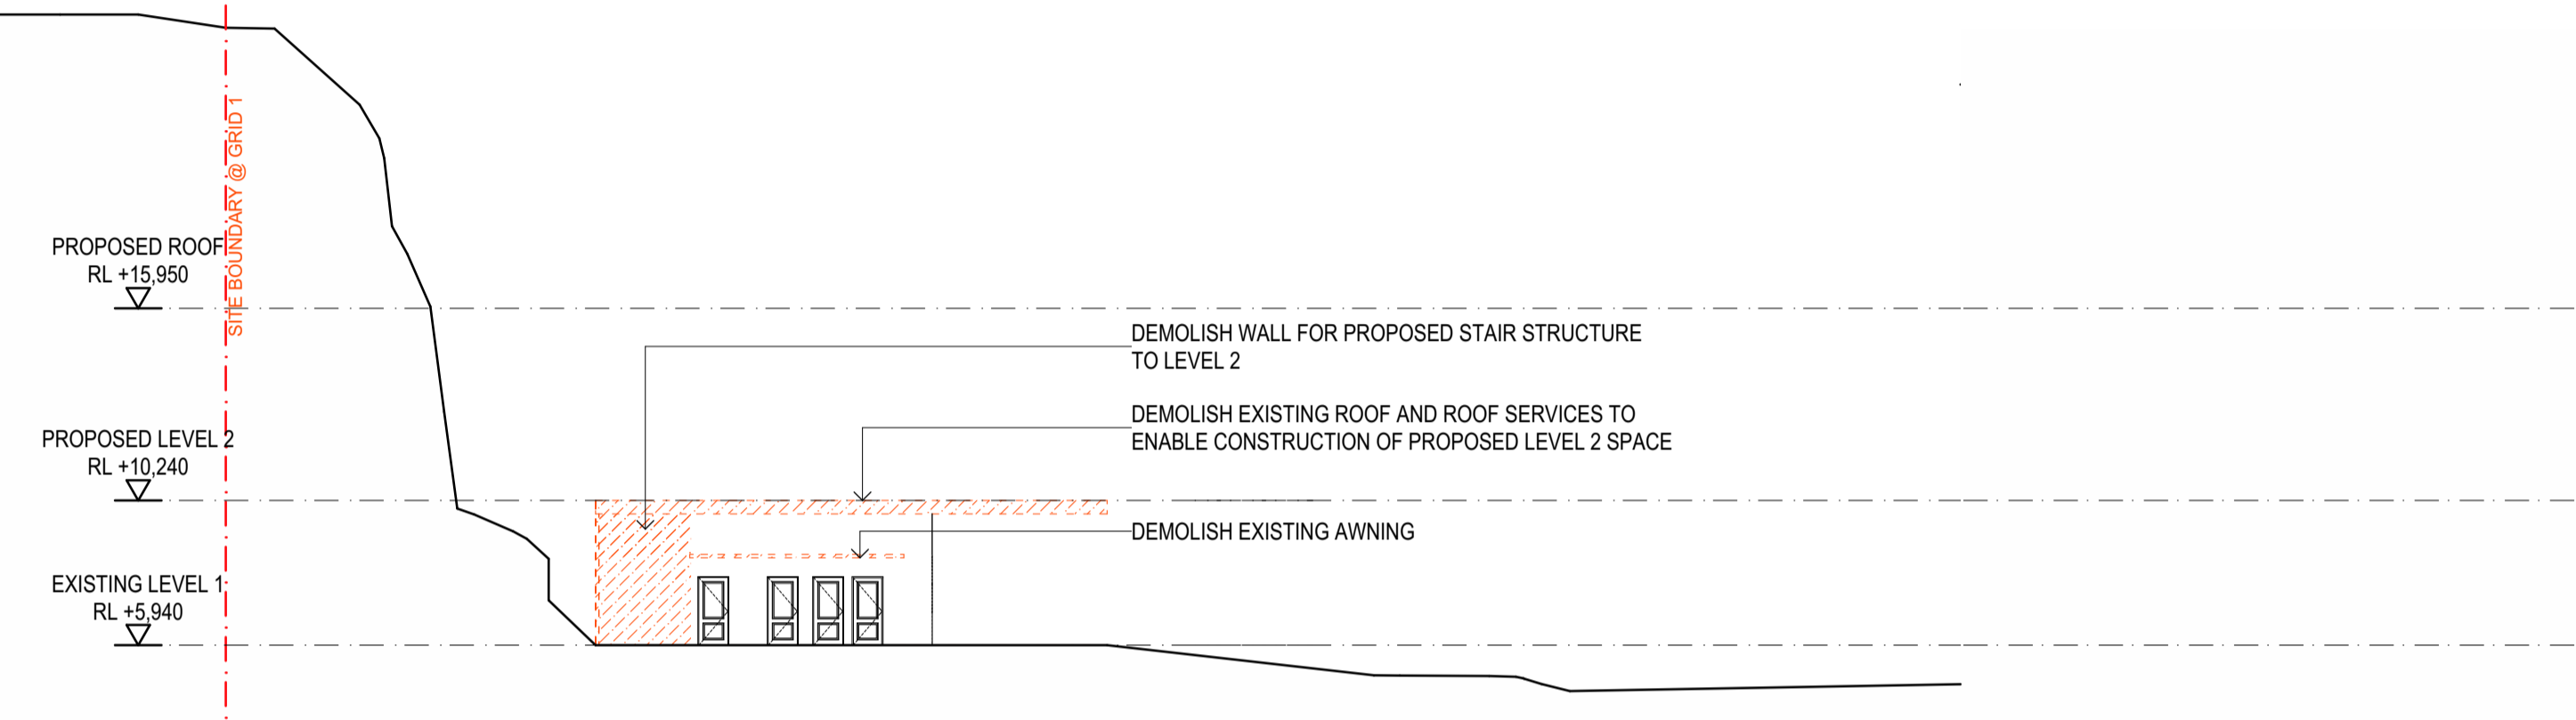 SITE BOUNDARY @ GRID 1
PROPOSED ROOF
RL +15,950
DEMOLISH WALL FOR PROPOSED STAIR STRUCTURE
TO LEVEL 2
DEMOLISH EXISTING ROOF AND ROOF SERVICES TO
ENABLE CONSTRUCTION OF PROPOSED LEVEL 2 SPACE
PROPOSED LEVEL 2
RL +10,240
DEMOLISH EXISTING AWNING
EXISTING LEVEL 1
RL +5,940